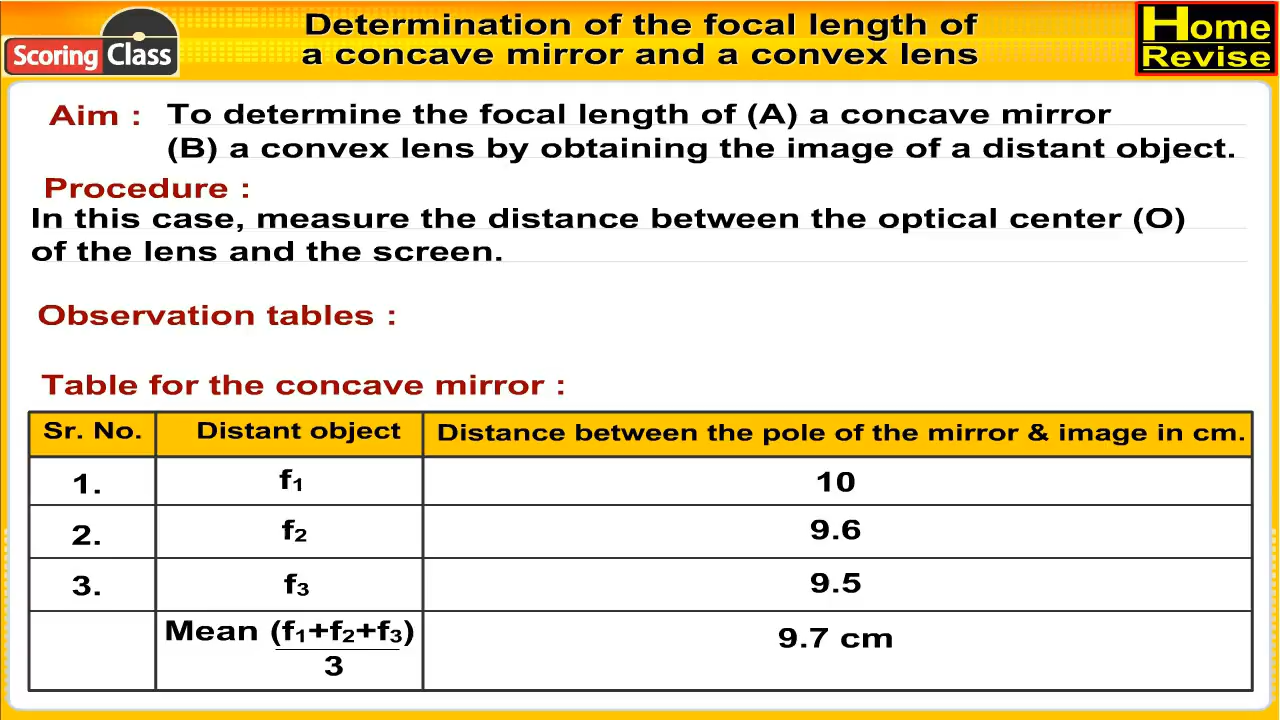 Scoring Class
Determination of the focal length of
a concave mirror and a convex lens
Home
Revise
Aim : To determine the focal length of (A) a concave mirror
(B) a convex lens by obtaining the image of a distant object.
Procedure :
In this case, measure the distance between the optical center (O)
of the lens and the screen.
Observation tables :
Table for the concave mirror :
Sr. No. Distant object Distance between the pole of the mirror & image in cm.
1. f₁ 10
2. f₂ 9.6
3. f₃ 9.5
Mean (f₁+f₂+f₃) 9.7 cm
3